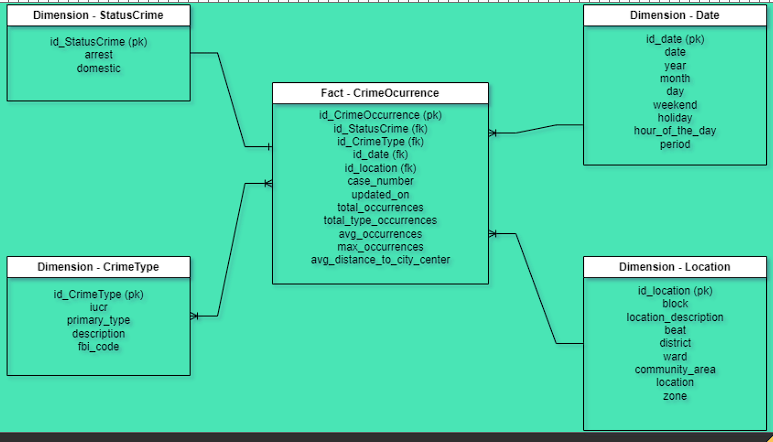 Dimension - StatusCrime
id_StatusCrime (pk)
arrest
domestic
Dimension - Date
id_date (pk)
date
year
month
day
weekend
holiday
hour_of_the_day
period
Fact - CrimeOcurrence
id_CrimeOccurrence (pk)
id_StatusCrime (fk)
id_CrimeType (fk)
id_date (fk)
id_location (fk)
case_number
updated_on
total_occurrences
total_type_occurrences
avg_occurrences
max_occurrences
avg_distance_to_city_center
Dimension - CrimeType
id_CrimeType (pk)
iucr
primary_type
description
fbi_code
Dimension - Location
id_location (pk)
block
location_description
beat
district
ward
community_area
location
zone